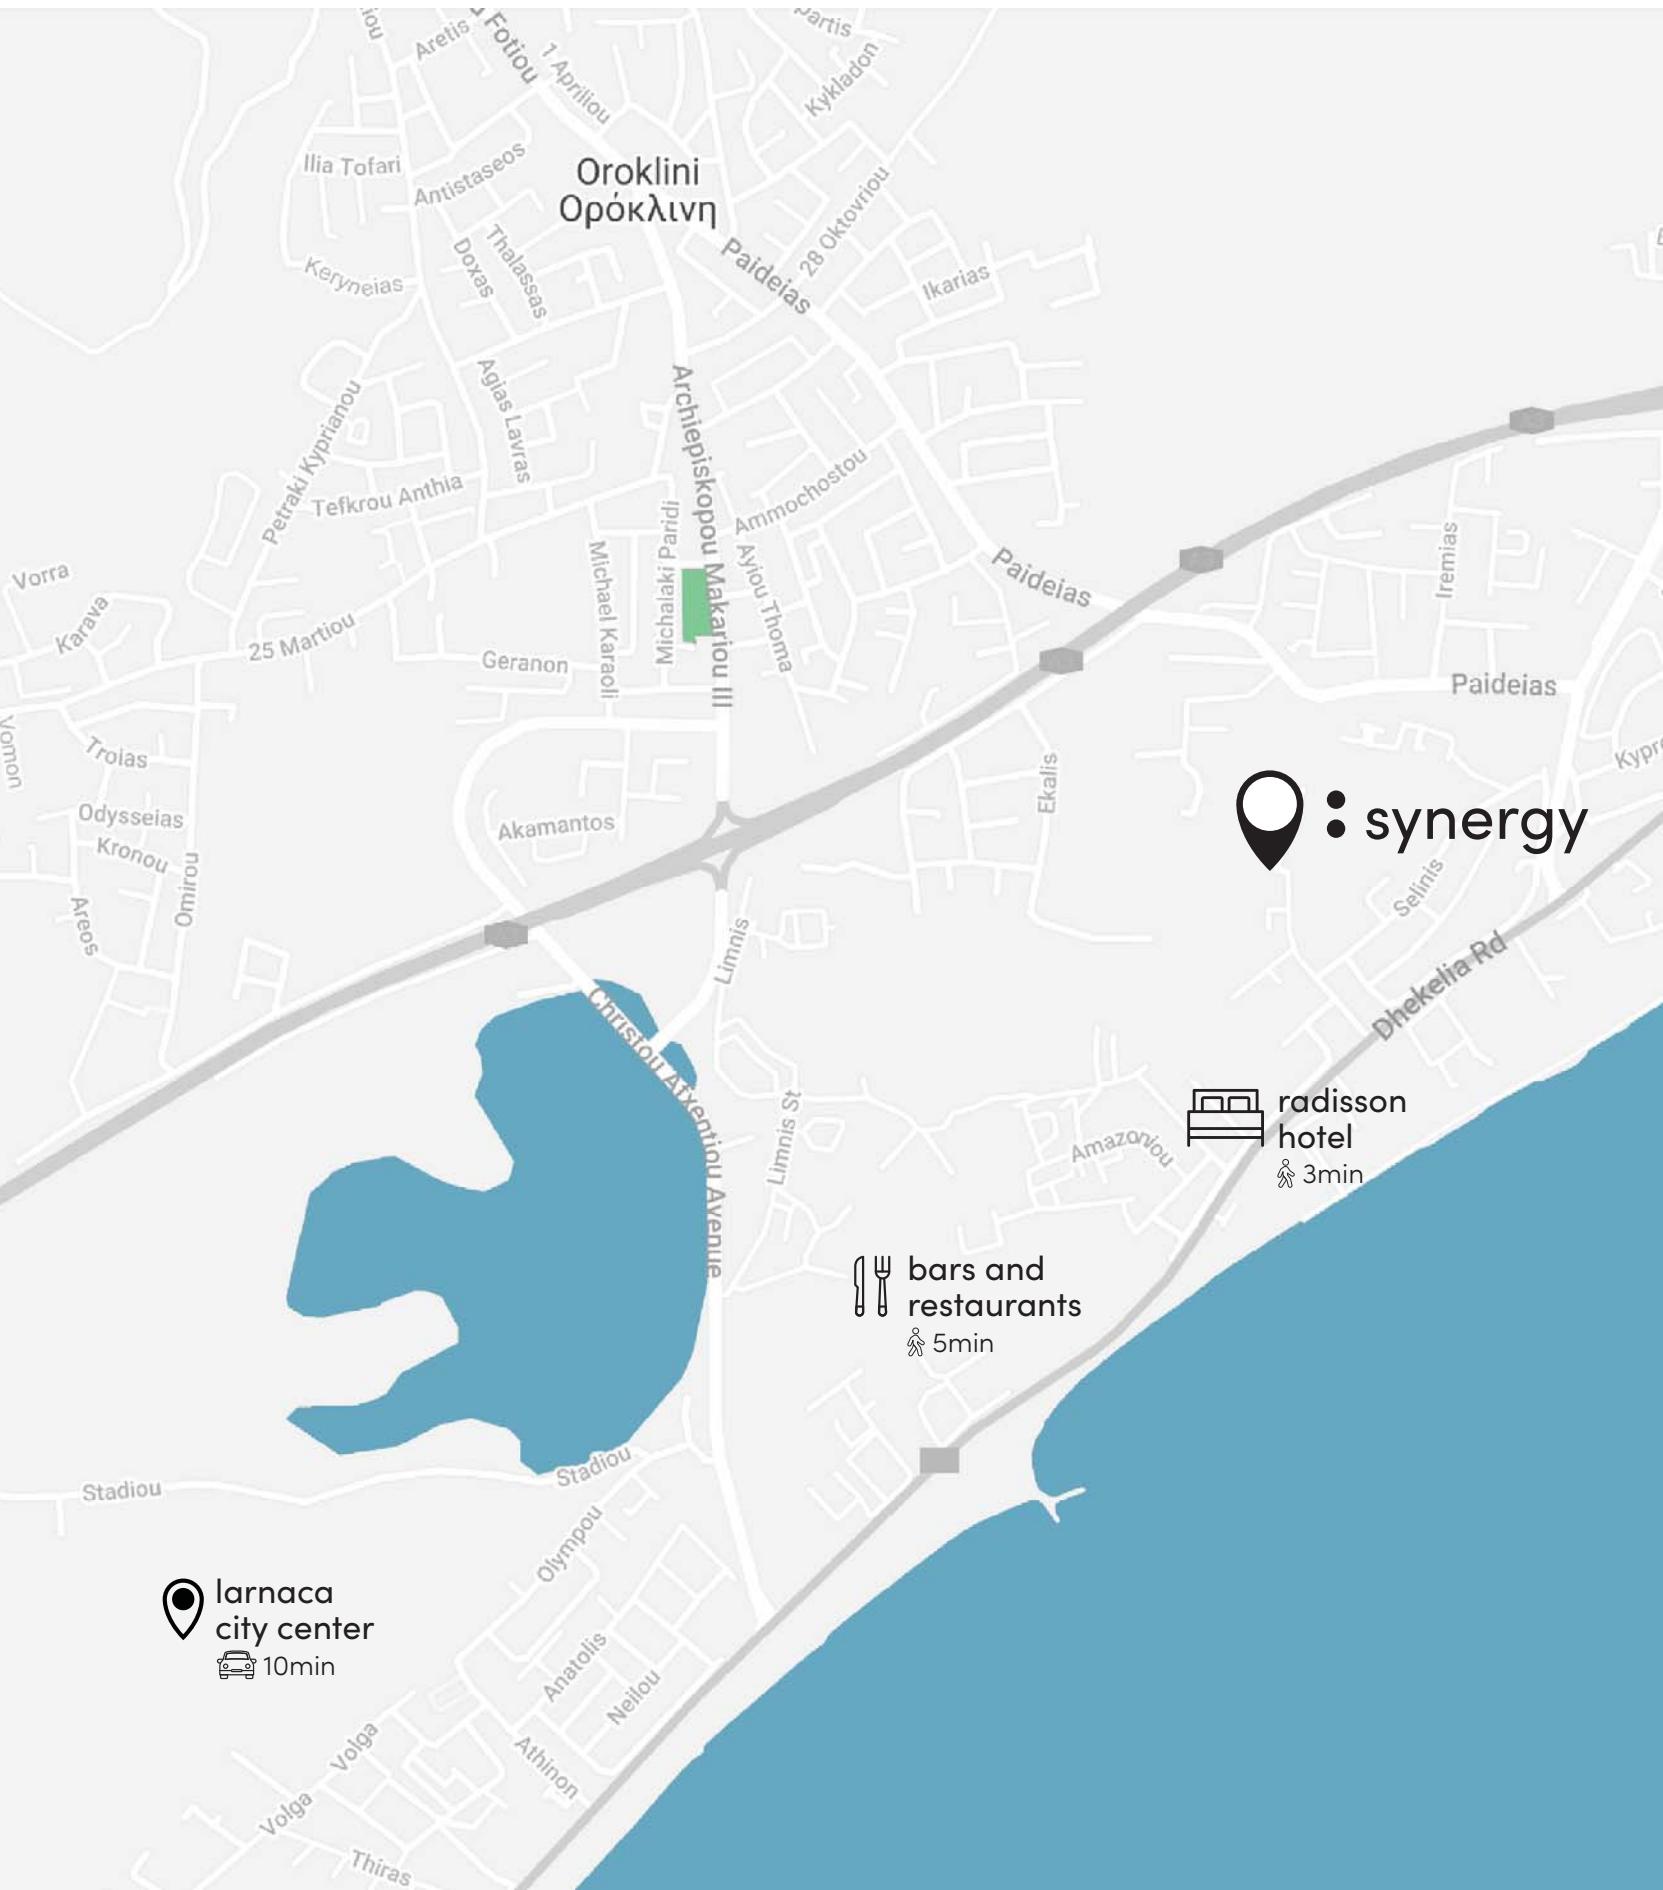 Aretis
Fotiou
1 Apriliou
partis
Kykladon
Ilia Tofari
Antistaseos
Oroklini
Ορόκλινη
28 Oktovriou
Paideias
Keryneias
Doxas
Thalassas
Ikarias
Archiepiskopou Makariou III
Agias Lavras
Petraki Kyprianou
Tefkrou Anthia
Ammochostou
Michalaki Paridi
Michael Karaoli
Ayiou Thoma
Paideias
Iremias
Vorra
Karava
25 Martiou
Geranon
Paideias
Troias
Ekalis
Odysseias
Akamantos
: synergy
Kronou
Omirou
Areos
Selinis
Limnis
Dhekelia Rd
Christou Afxentiou Avenue
Limnis St
Amazoniou
radisson
hotel
3min
bars and
restaurants
5min
Stadiou
Stadiou
Olympou
larnaca
city center
10min
Anatolis
Neilou
Volga
Athinon
Volga
Thiras